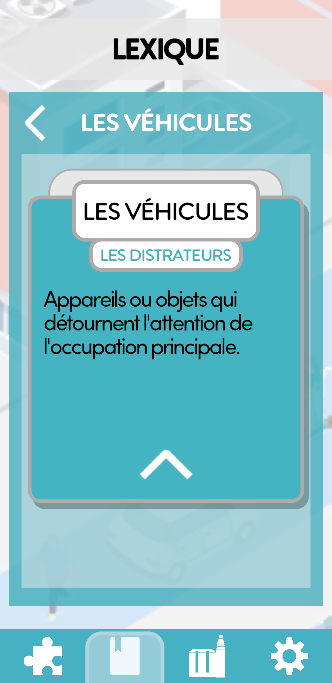 LEXIQUE
LES VÉHICULES
LES VÉHICULES
LES DISTRATEURS
Appareils ou objets qui
détournent l'attention de
l'occupation principale.